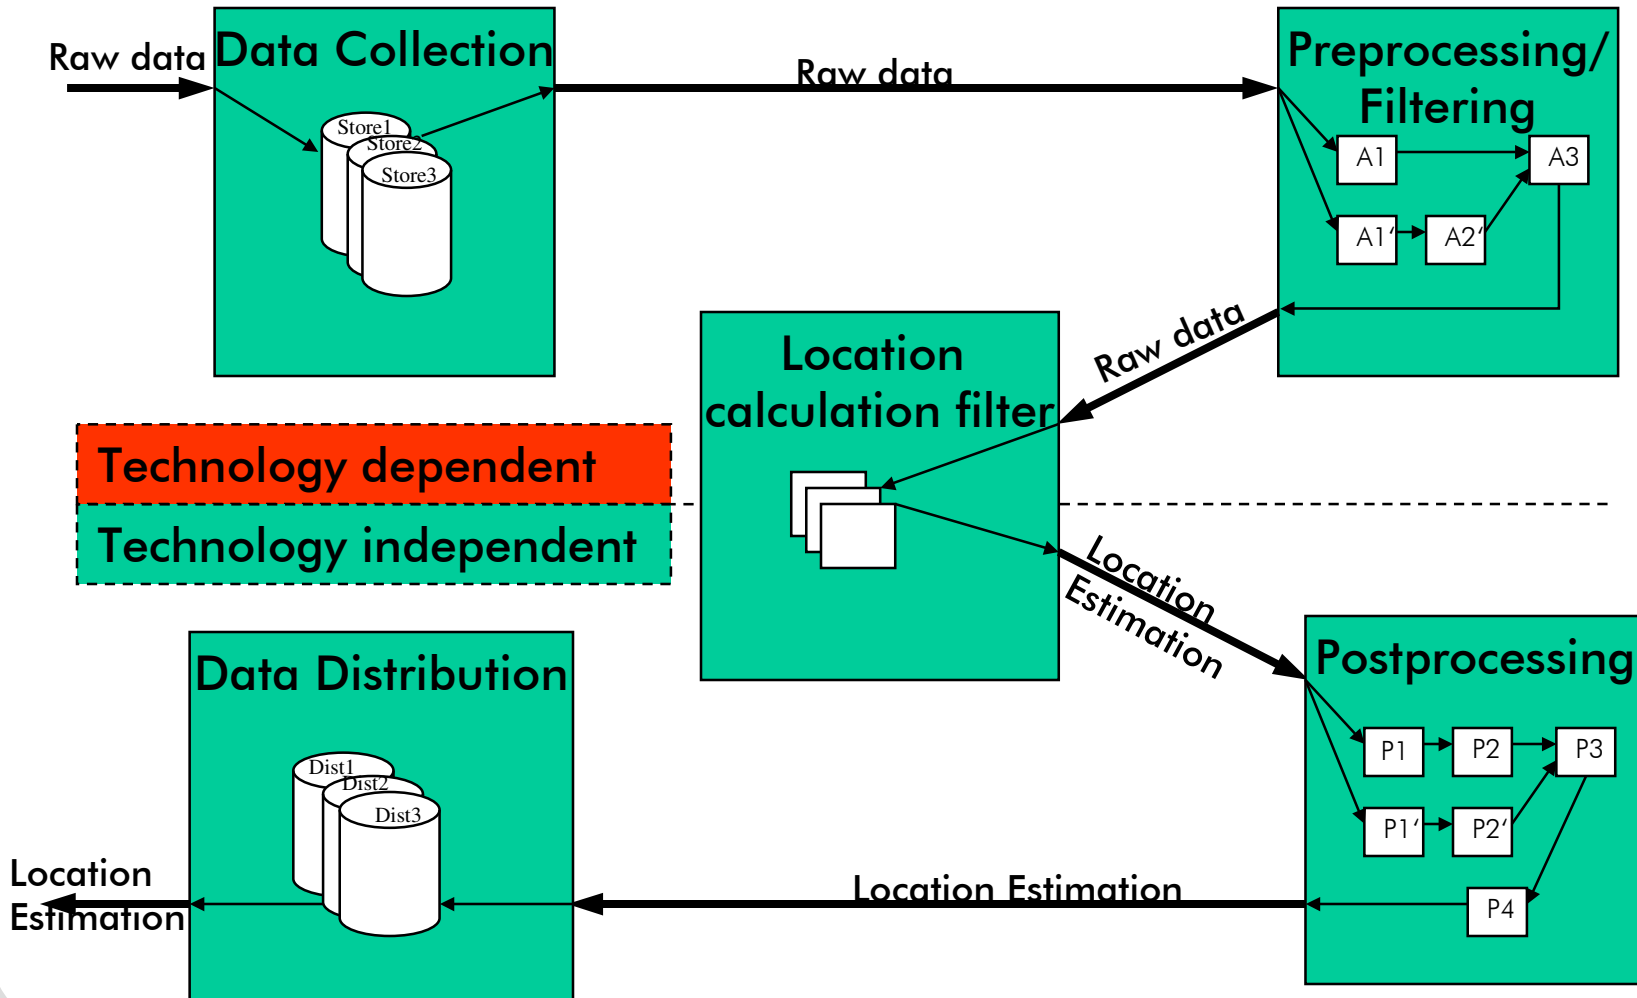 Raw data
Data Collection
Raw data
Preprocessing/
Filtering
Store1
Store2
Store3
A1
A3
A1‘
A2‘
Raw data
Location
calculation filter
Technology dependent
Technology independent
Location
Estimation
Data Distribution
Postprocessing
Dist1
Dist2
Dist3
P1
P2
P3
P1‘
P2‘
P4
Location Estimation
Location
Estimation